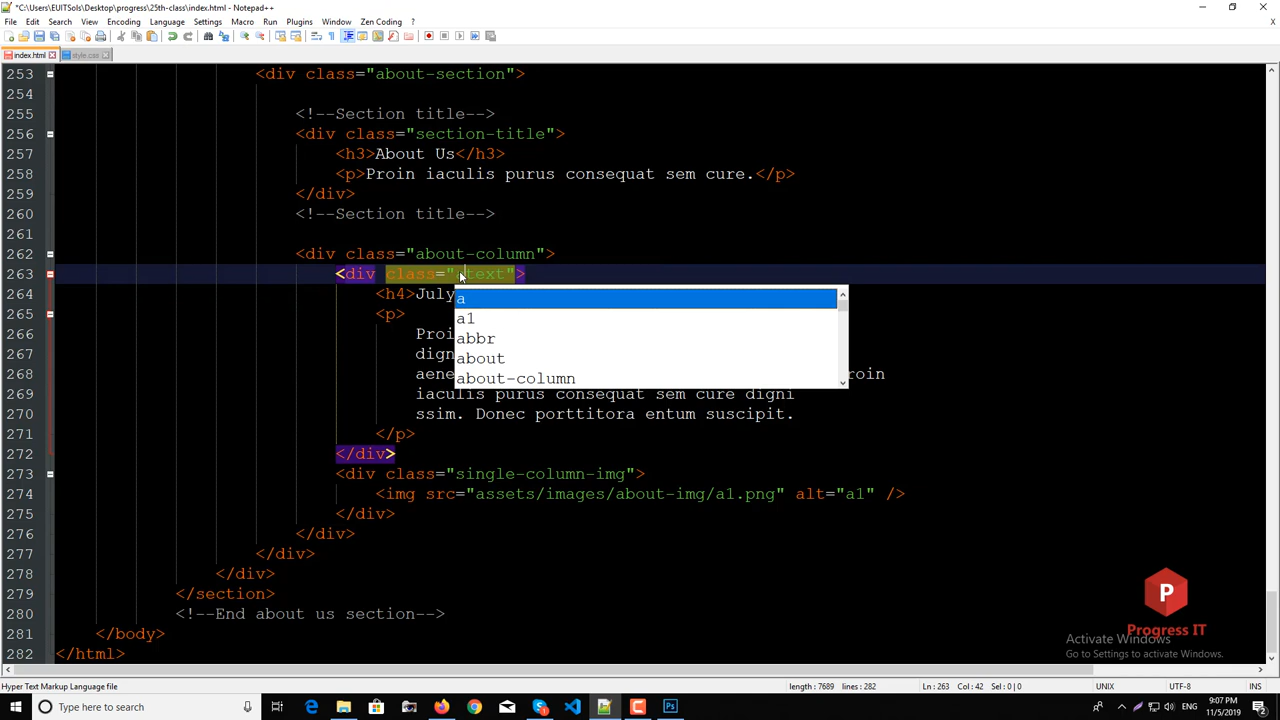 *C:\Users\EUITSols\Desktop\progress\25th-class\index.html - Notepad++
File Edit Search View Encoding Language Settings Macro Run Plugins Window Zen Coding ?
index.html style.css
253 <div class="about-section">
254
255 <!--Section title-->
256 <div class="section-title">
257 <h3>About Us</h3>
258 <p>Proin iaculis purus consequat sem cure.</p>
259 </div>
260 <!--Section title-->
261
262 <div class="about-column">
263 <div class="atext">
264 <h4>July
a
265 <p>
a1
266 Proi
abbr
267 dign
about
268 aene roin
about-column
269 iaculis purus consequat sem cure digni
270 ssim. Donec porttitora entum suscipit.
271 </p>
272 </div>
273 <div class="single-column-img">
274 <img src="assets/images/about-img/a1.png" alt="a1" />
275 </div>
276 </div>
277 </div>
278 </div>
279 </section>
280 <!--End about us section-->
281 </body>
282 </html>
P
Progress IT
Activate Windows
Go to Settings to activate Windows.
Hyper Text Markup Language file length : 7689 lines : 282 Ln : 263 Col : 42 Sel : 0 | 0 UNIX UTF-8 INS
Type here to search
ENG
9:07 PM
11/5/2019